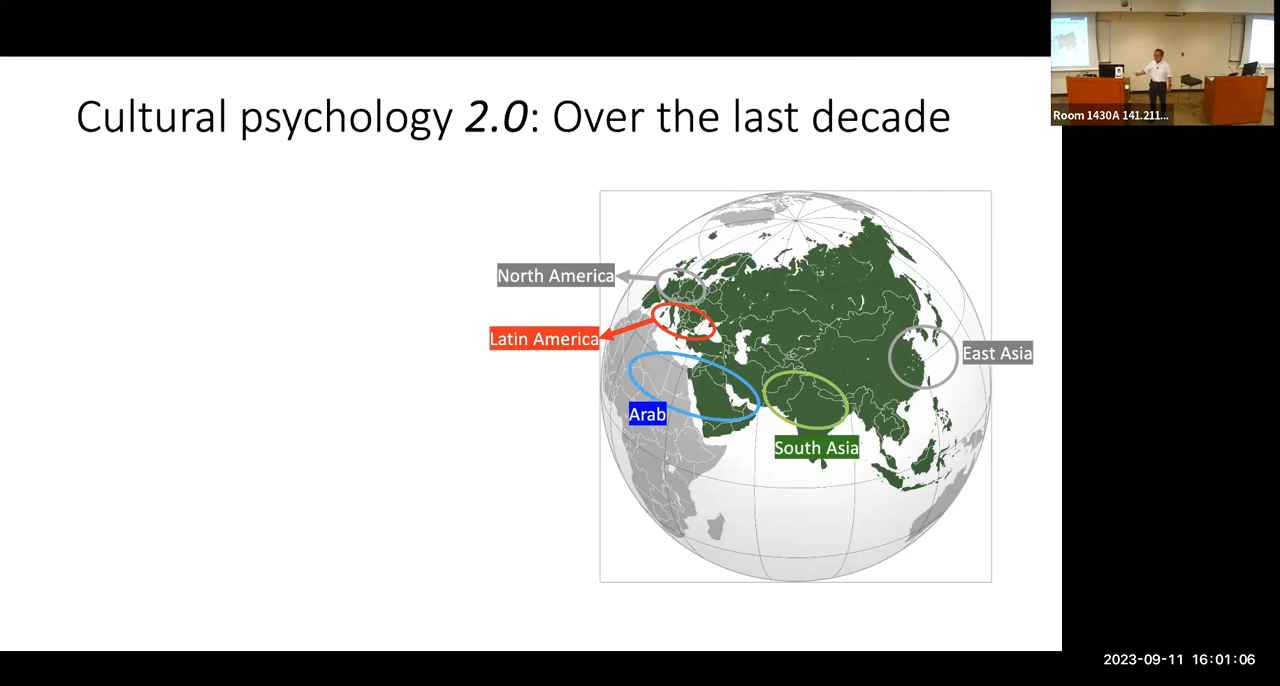 Cultural psychology 2.0: Over the last decade
North America
Latin America
East Asia
Arab
South Asia
Room 1430A 141.211...
2023-09-11 16:01:06